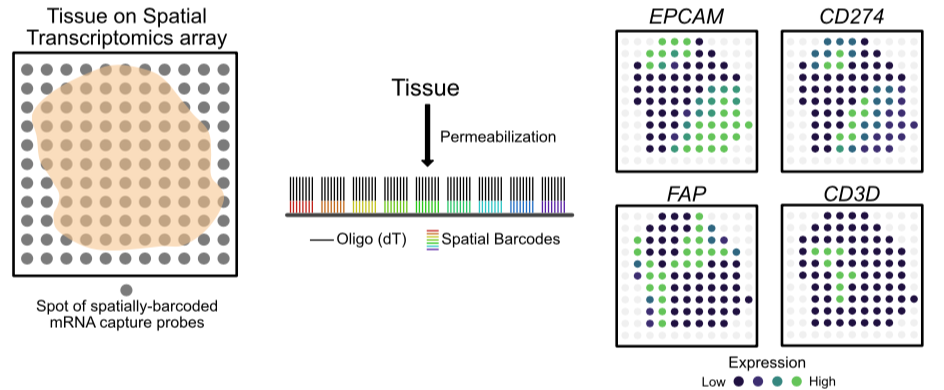 Tissue on Spatial
Transcriptomics array
Spot of spatially-barcoded
mRNA capture probes
Tissue
Permeabilization
Oligo (dT)
Spatial Barcodes
EPCAM
CD274
FAP
CD3D
Expression
Low
High